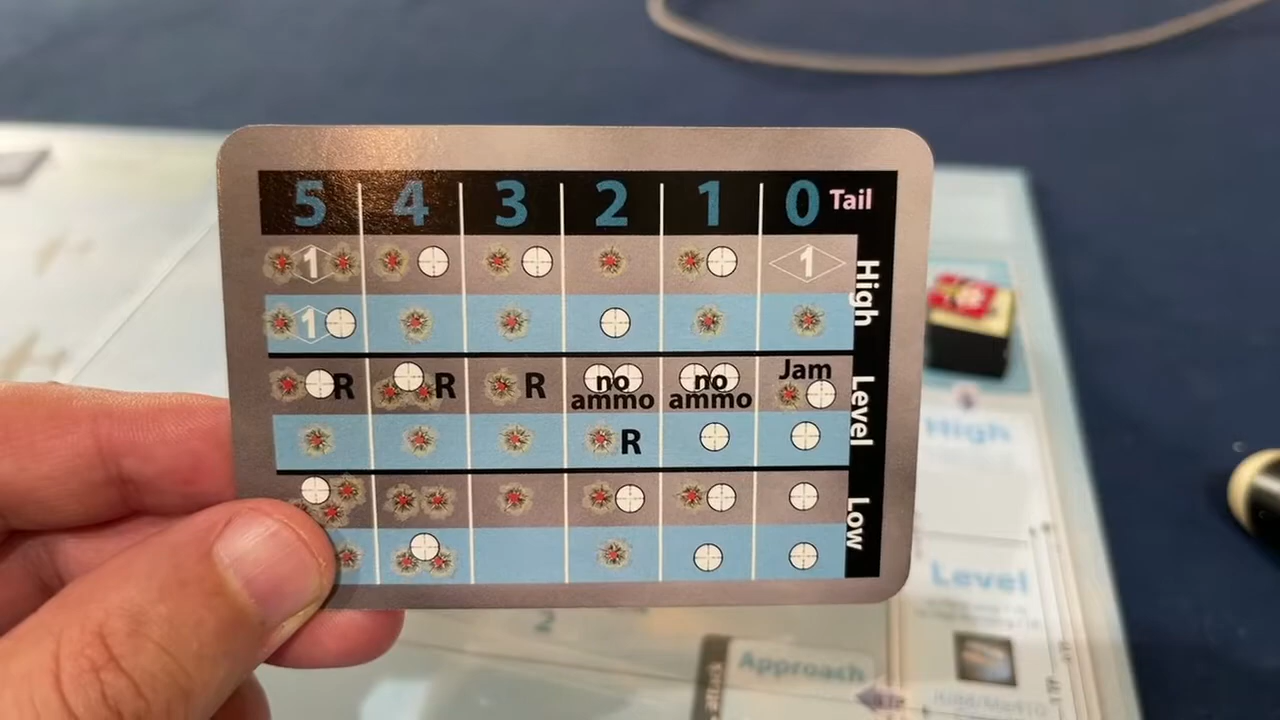 5 4 3 2 1 0 Tail
1 1
High
1
R R R no ammo no ammo Jam
Level
R
Low
High
Level
2
Approach